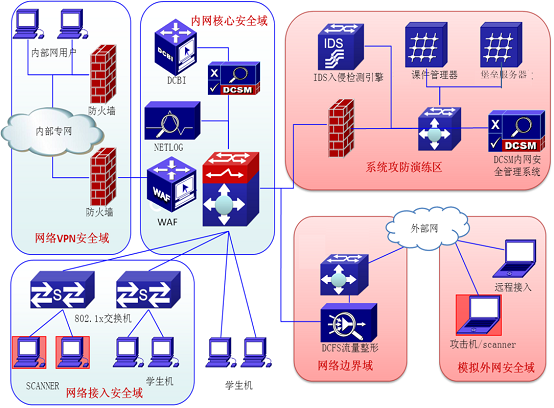 内部网用户
防火墙
内部专网
防火墙
网络VPN安全域
内网核心安全域
DCBI
DCBI
X
✓ DCSM
NETLOG
WAF
WAF
IDS
IDS入侵检测引擎
课件管理器
堡垒服务器
系统攻防演练区
X
✓ DCSM
DCSM内网安
全管理系统
S
S
802.1x交换机
SCANNER
学生机
网络接入安全域
学生机
外部网
DCFS流量整形
网络边界域
远程接入
攻击机/scanner
模拟外网安全域